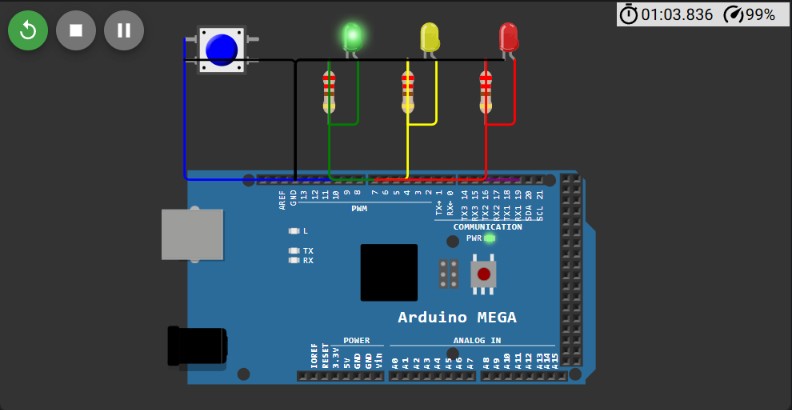 01:03.836 99%
AREF
GND
13
12
11
10
9
8
7
6
5
4
3
2
TX→ 1
RX← 0
TX3 14
RX3 15
TX2 16
RX2 17
TX1 18
RX1 19
SDA 20
SCL 21
PWM
COMMUNICATION
L
PWR
TX
RX
Arduino MEGA
POWER
ANALOG IN
IOREF
RESET
3.3V
5V
GND
GND
Vin
A0
A1
A2
A3
A4
A5
A6
A7
A8
A9
A10
A11
A12
A13
A14
A15